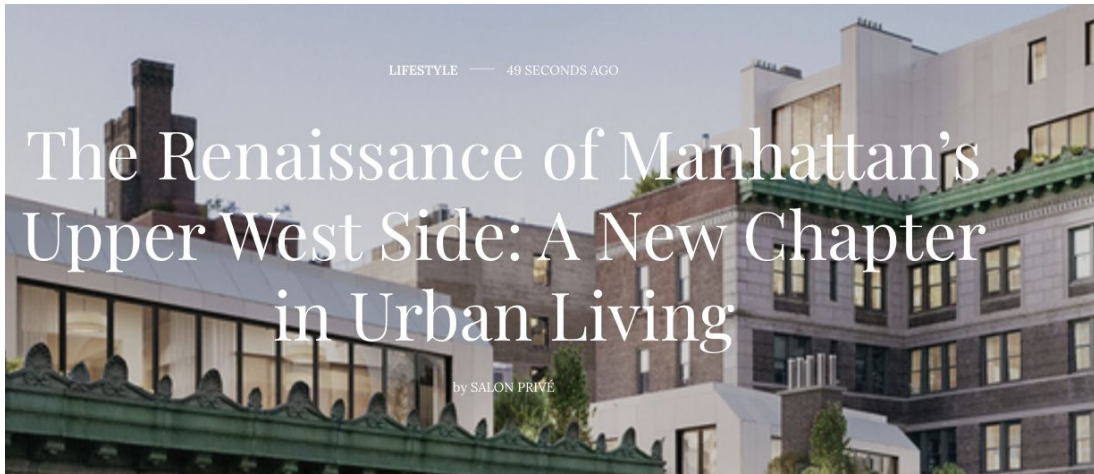 LIFESTYLE — 49 SECONDS AGO
The Renaissance of Manhattan's
Upper West Side: A New Chapter
in Urban Living
by SALON PRIVÉ